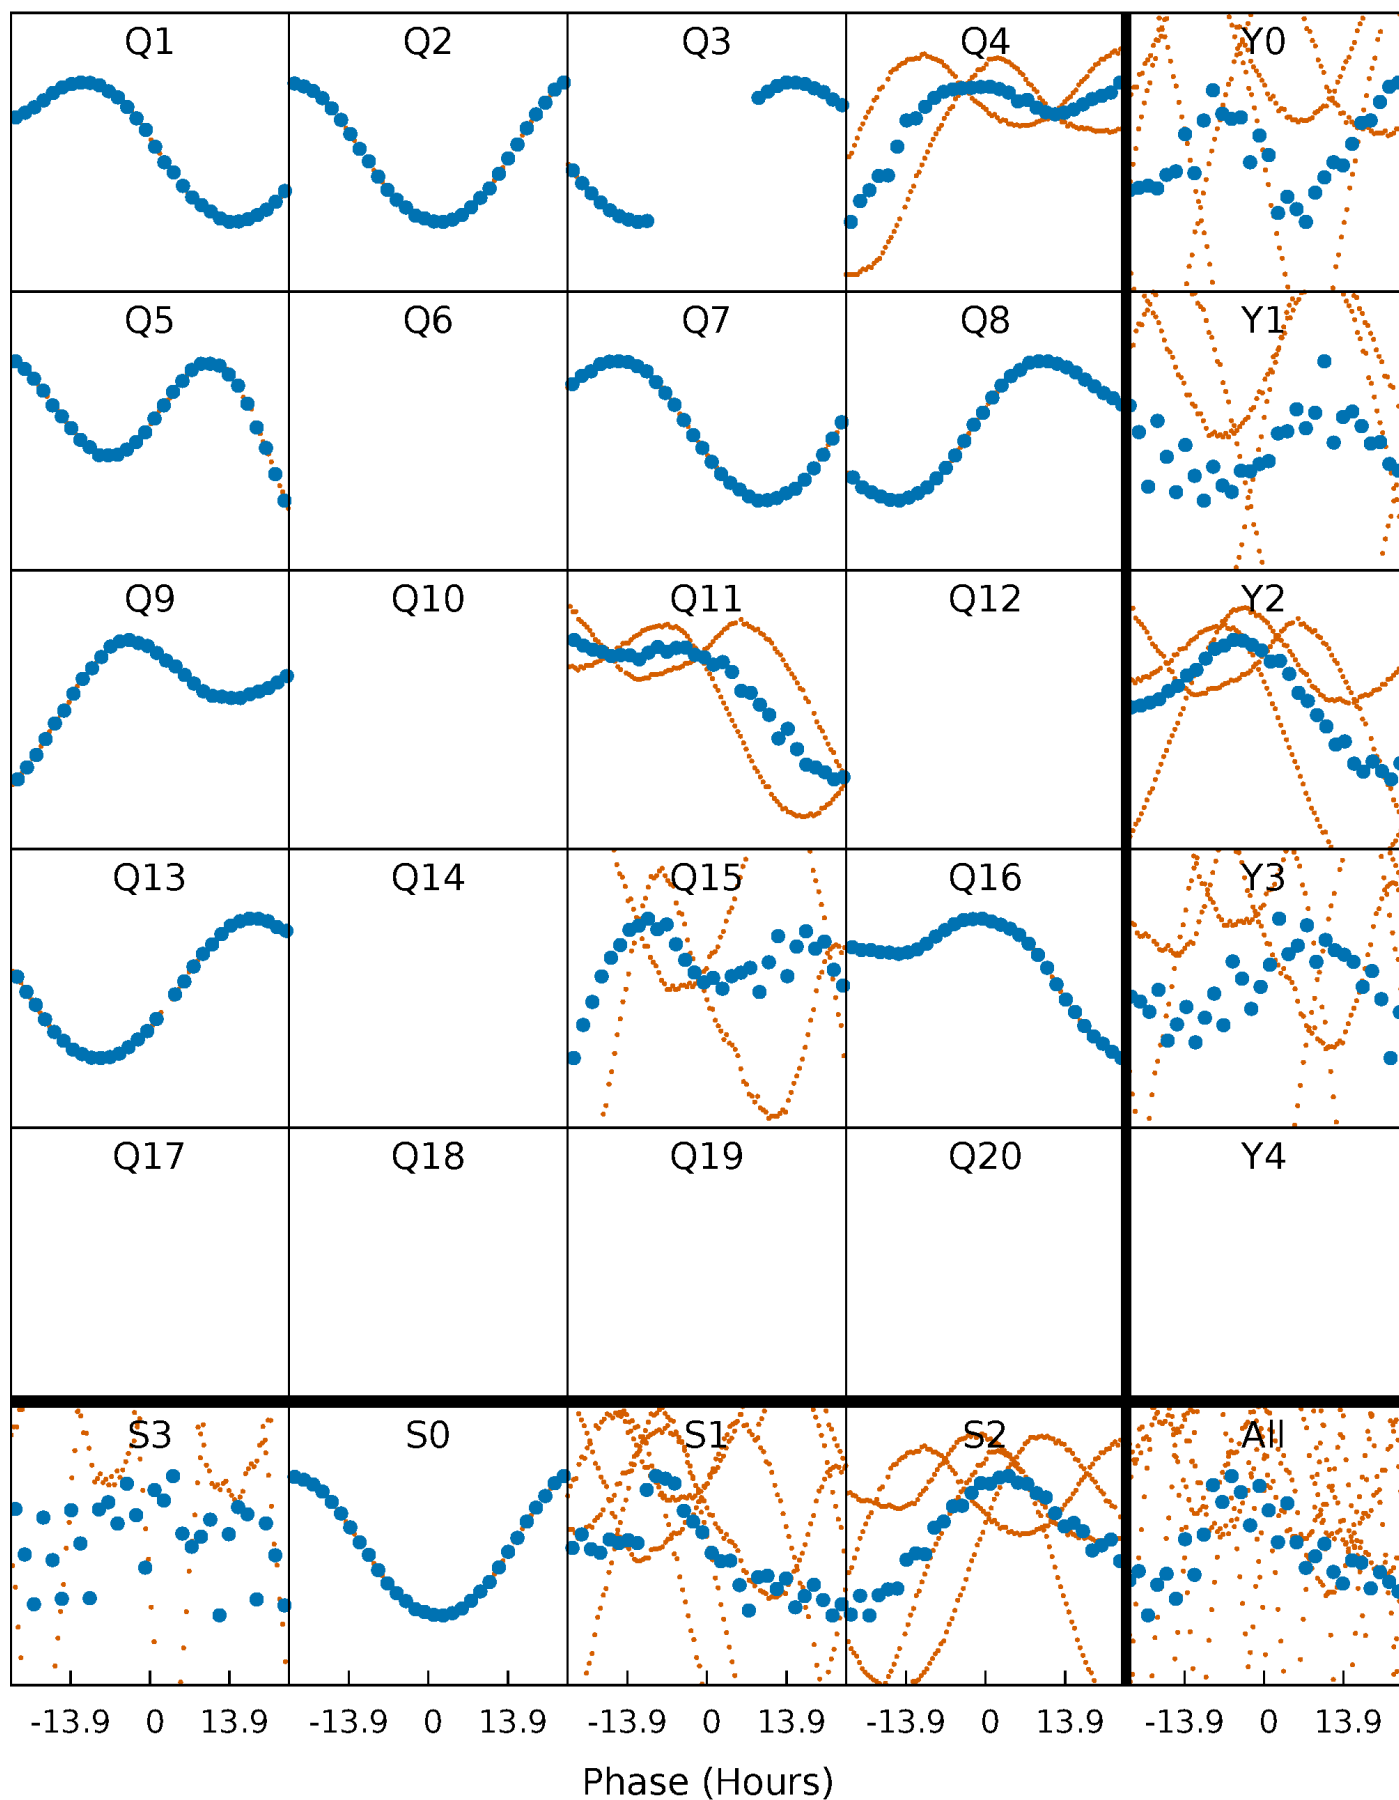 Q1 Q2 Q3 Q4 Y0
Q5 Q6 Q7 Q8 Y1
Q9 Q10 Q11 Q12 Y2
Q13 Q14 Q15 Q16 Y3
Q17 Q18 Q19 Q20 Y4
S3 S0 S1 S2 All
-13.9 0 13.9 -13.9 0 13.9 -13.9 0 13.9 -13.9 0 13.9 -13.9 0 13.9
Phase (Hours)